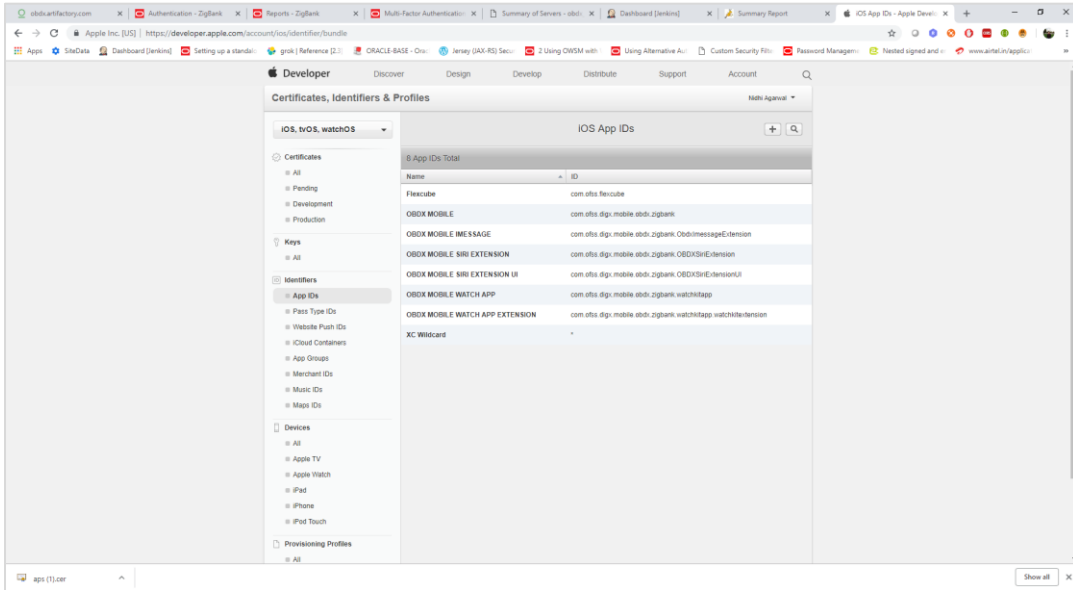 obdx.artifactory.com
Authentication - ZigBank
Reports - ZigBank
Multi-Factor Authentication
Summary of Servers - obdx
Dashboard [Jenkins]
Summary Report
iOS App IDs - Apple Develo
Apple Inc. [US] | https://developer.apple.com/account/ios/identifier/bundle
Apps
SiteData
Dashboard [Jenkins]
Setting up a standalo
grok | Reference [2.3
ORACLE-BASE - Orac
Jersey (JAX-RS) Secu
2 Using OWSM with
Using Alternative Aut
Custom Security Filte
Password Manageme
Nested signed and e
www.airtel.in/applica
Developer
Discover
Design
Develop
Distribute
Support
Account
Certificates, Identifiers & Profiles
Nidhi Agarwal
iOS, tvOS, watchOS
iOS App IDs
Certificates
All
Pending
Development
Production
Keys
All
Identifiers
App IDs
Pass Type IDs
Website Push IDs
iCloud Containers
App Groups
Merchant IDs
Music IDs
Maps IDs
Devices
All
Apple TV
Apple Watch
iPad
iPhone
iPod Touch
Provisioning Profiles
All
8 App IDs Total
Name ID
Flexcube com.ofss.flexcube
OBDX MOBILE com.ofss.digx.mobile.obdx.zigbank
OBDX MOBILE IMESSAGE com.ofss.digx.mobile.obdx.zigbank.ObdxImessageExtension
OBDX MOBILE SIRI EXTENSION com.ofss.digx.mobile.obdx.zigbank.OBDXSiriExtension
OBDX MOBILE SIRI EXTENSION UI com.ofss.digx.mobile.obdx.zigbank.OBDXSiriExtensionUI
OBDX MOBILE WATCH APP com.ofss.digx.mobile.obdx.zigbank.watchkitapp
OBDX MOBILE WATCH APP EXTENSION com.ofss.digx.mobile.obdx.zigbank.watchkitapp.watchkitextension
XC Wildcard *
aps (1).cer
Show all